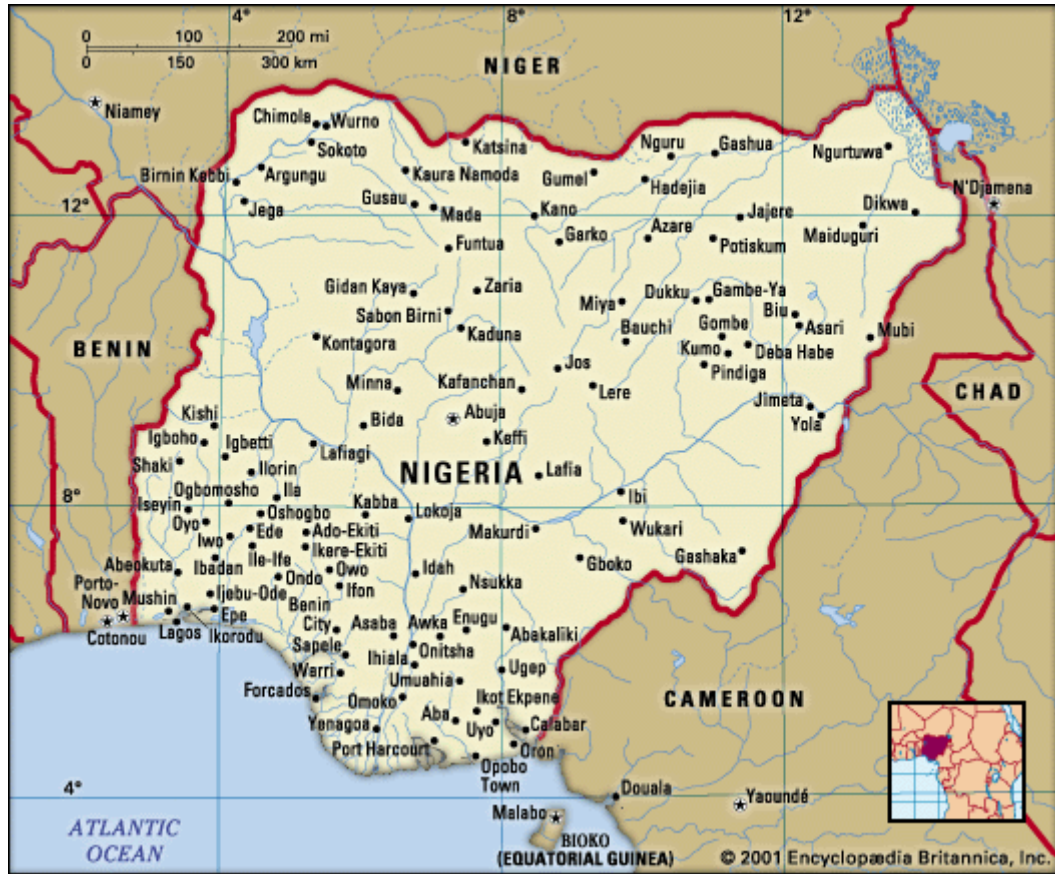 4°
8°
12°
0 200 mi
0 150 300 km
NIGER
Niamey
Chimola
Wurno
Sokoto
Katsina
Nguru
Gashua
Ngurtuwa
Birnin Kebbi
Argungu
Kaura Namoda
Gumel
Hadejia
N'Djamena
12°
Jega
Gusau
Mada
Kano
Jajere
Dikwa
Garko
Azare
Potiskum
Maiduguri
Funtua
Gidan Kaya
Zaria
Miya
Dukku
Gambe-Ya
Sabon Birni
Biu
Kaduna
Bauchi
Gombe
Asari
Mubi
BENIN
Kontagora
Kumo
Deba Habe
Jos
Pindiga
CHAD
Minna
Kafanchan
Lere
Jimeta
Abuja
Yola
Kishi
Bida
Igboho
Igbetti
Lafiagi
Keffi
Shaki
Ilorin
NIGERIA
Lafia
Ogbomosho
Ila
8°
Iseyin
Oshogbo
Kabba
Lokoja
Ibi
Oyo
Ede
Ado-Ekiti
Makurdi
Wukari
Iwo
Ikere-Ekiti
Gashaka
Abeokuta
Ibadan
Ile-Ife
Owo
Idah
Gboko
Porto-
Novo
Mushin
Ijebu-Ode
Ondo
Ifon
Nsukka
Cotonou
Lagos
Epe
Ikorodu
Benin
City
Asaba
Awka
Enugu
Abakaliki
Sapele
Ihiala
Onitsha
Warri
Umuahia
Ugep
Forcados
Omoko
Ikot Ekpene
CAMEROON
Yenagoa
Aba
Uyo
Calabar
Port Harcourt
Oron
Opobo
Town
4°
Douala
Yaoundé
Malabo
ATLANTIC
OCEAN
BIOKO
(EQUATORIAL GUINEA)
© 2001 Encyclopædia Britannica, Inc.